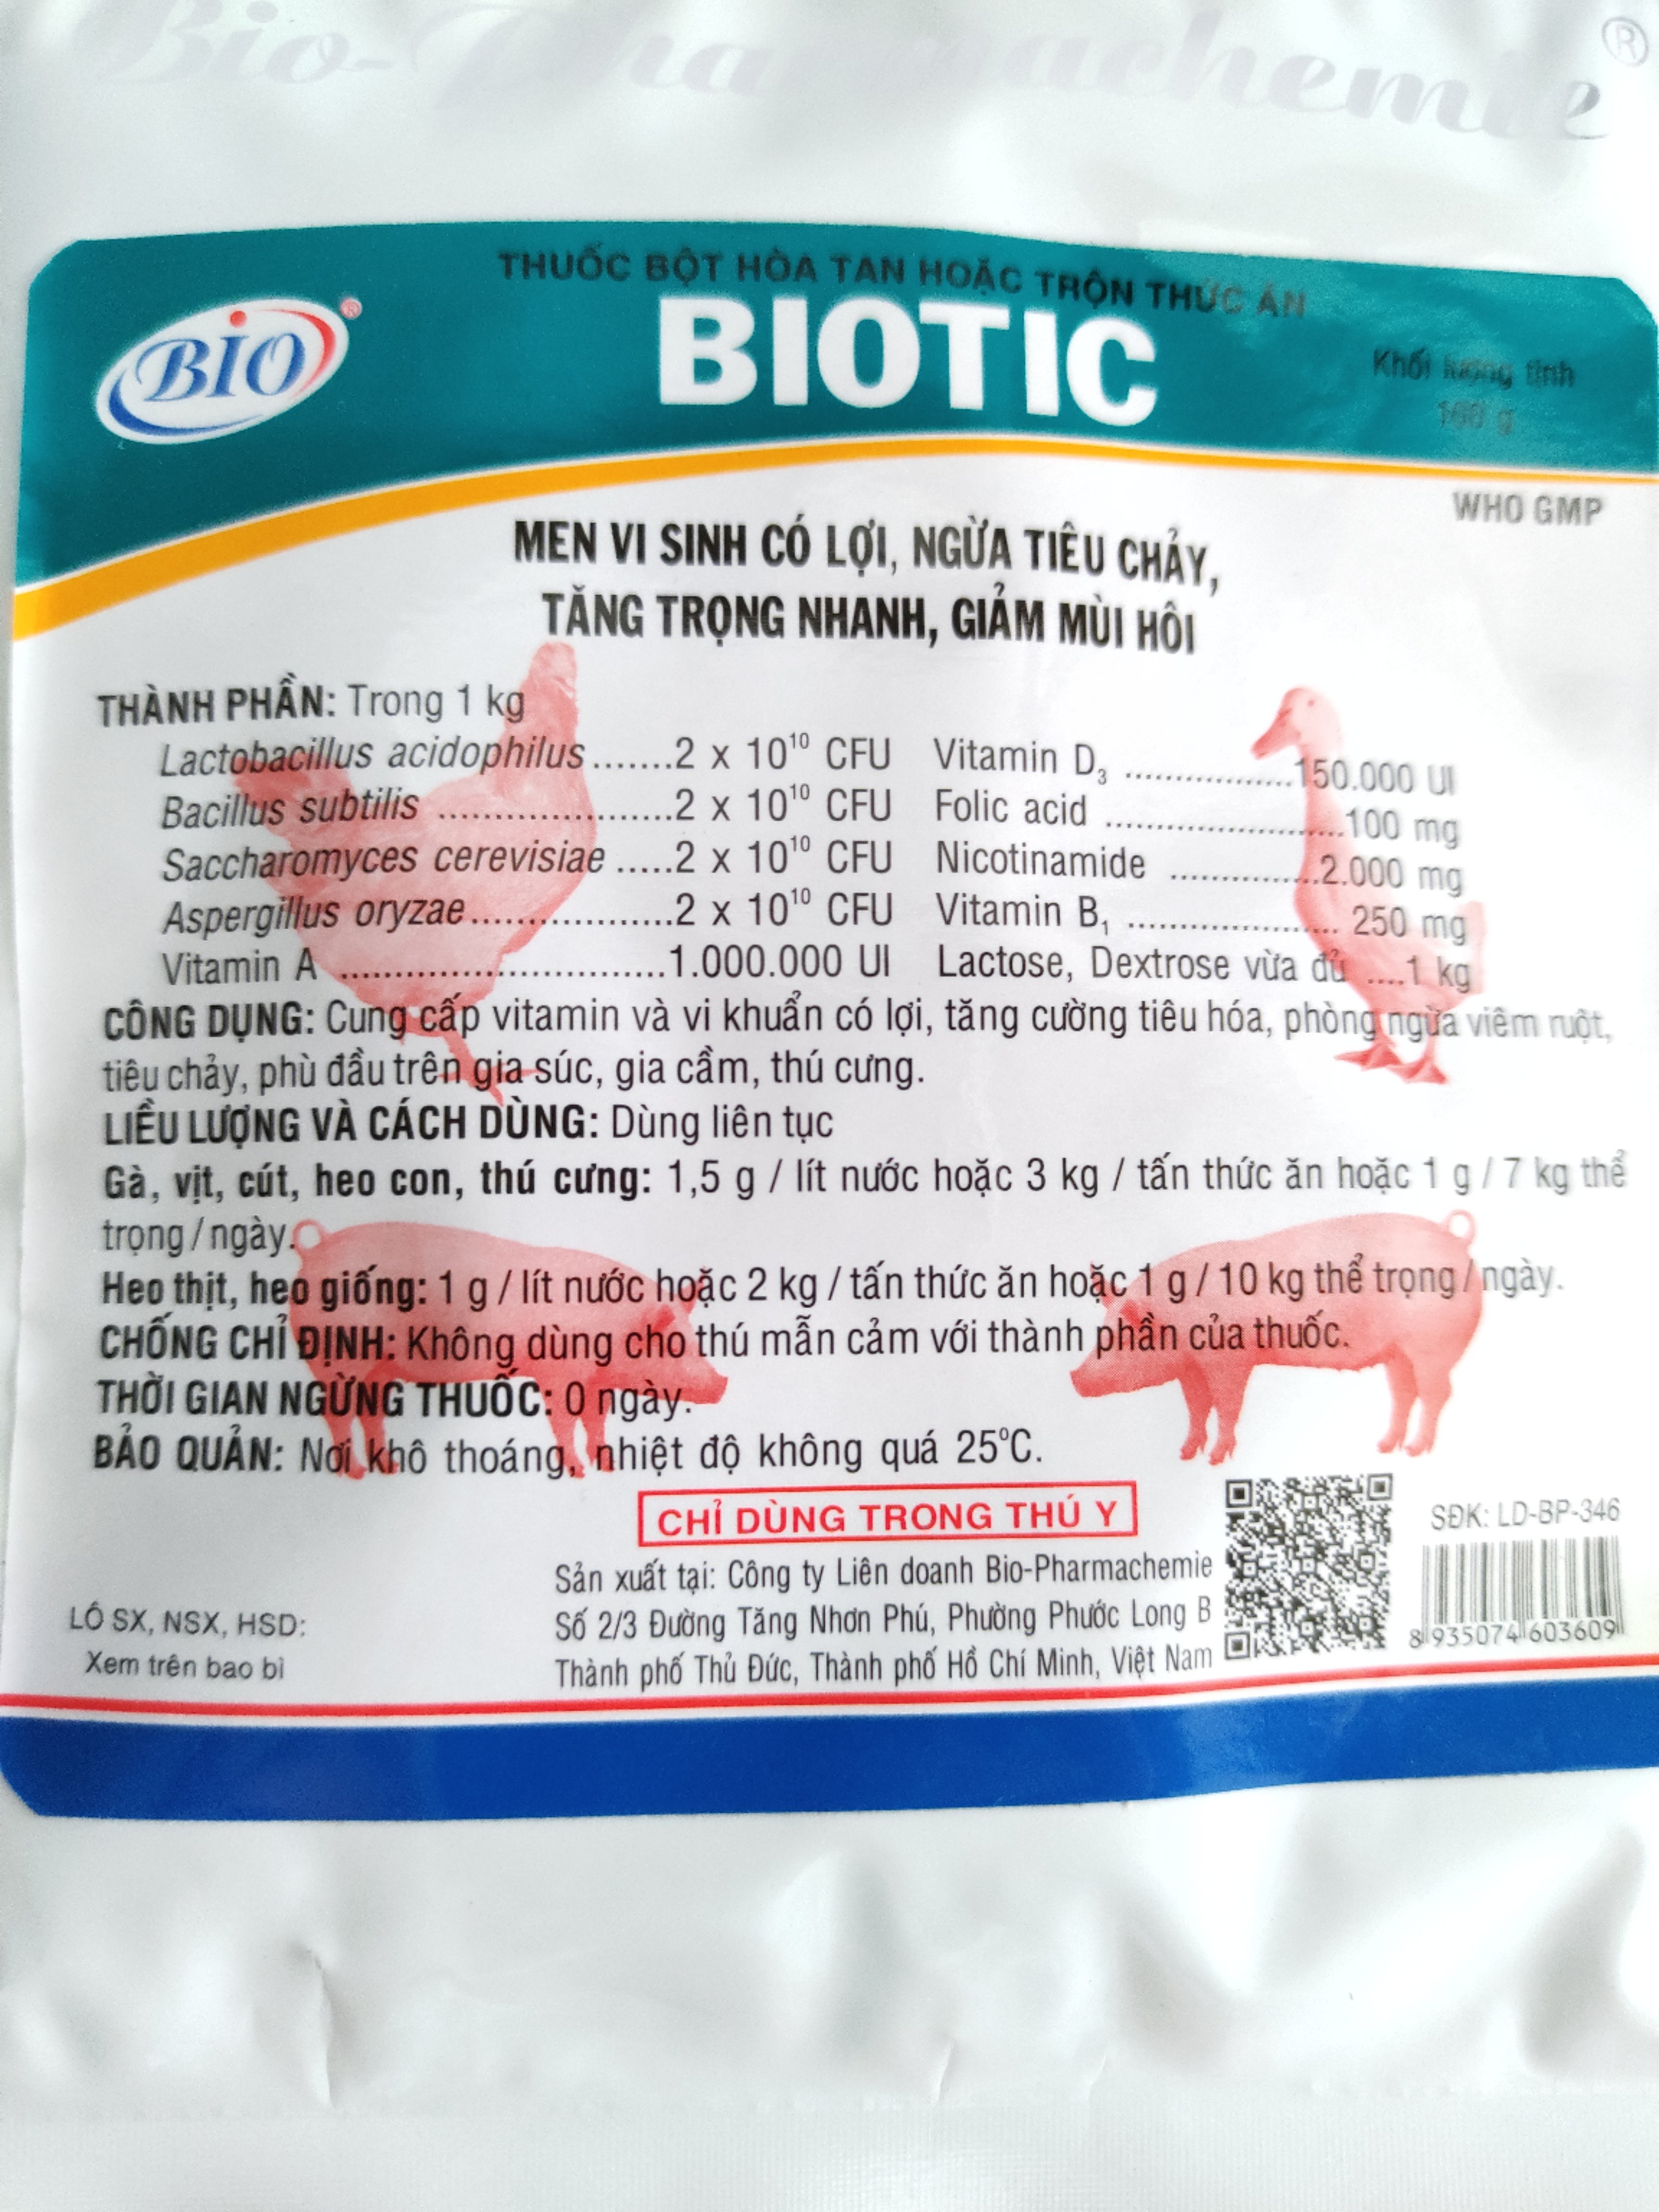 Bio-Pharmachemie®
THUỐC BỘT HÒA TAN HOẶC TRỘN THỨC ĂN
BIO®
BIOTIC
Khối lượng tịnh
100 g
WHO GMP
MEN VI SINH CÓ LỢI, NGỪA TIÊU CHẢY,
TĂNG TRỌNG NHANH, GIẢM MÙI HÔI
THÀNH PHẦN: Trong 1 kg
Lactobacillus acidophilus.......2 x 10¹⁰ CFU Vitamin D₃ .................150.000 UI
Bacillus subtilis .....................2 x 10¹⁰ CFU Folic acid ........................100 mg
Saccharomyces cerevisiae .....2 x 10¹⁰ CFU Nicotinamide ...............2.000 mg
Aspergillus oryzae..................2 x 10¹⁰ CFU Vitamin B₁ ..................... 250 mg
Vitamin A .............................1.000.000 UI Lactose, Dextrose vừa đủ ....1 kg
CÔNG DỤNG: Cung cấp vitamin và vi khuẩn có lợi, tăng cường tiêu hóa, phòng ngừa viêm ruột,
tiêu chảy, phù đầu trên gia súc, gia cầm, thú cưng.
LIỀU LƯỢNG VÀ CÁCH DÙNG: Dùng liên tục
Gà, vịt, cút, heo con, thú cưng: 1,5 g / lít nước hoặc 3 kg / tấn thức ăn hoặc 1 g / 7 kg thể
trọng / ngày.
Heo thịt, heo giống: 1 g / lít nước hoặc 2 kg / tấn thức ăn hoặc 1 g / 10 kg thể trọng / ngày.
CHỐNG CHỈ ĐỊNH: Không dùng cho thú mẫn cảm với thành phần của thuốc.
THỜI GIAN NGỪNG THUỐC: 0 ngày.
BẢO QUẢN: Nơi khô thoáng, nhiệt độ không quá 25°C.
CHỈ DÙNG TRONG THÚ Y
SĐK: LD-BP-346
Sản xuất tại: Công ty Liên doanh Bio-Pharmachemie
Số 2/3 Đường Tăng Nhơn Phú, Phường Phước Long B
Thành phố Thủ Đức, Thành phố Hồ Chí Minh, Việt Nam
8 935074 603609
LÔ SX, NSX, HSD:
Xem trên bao bì